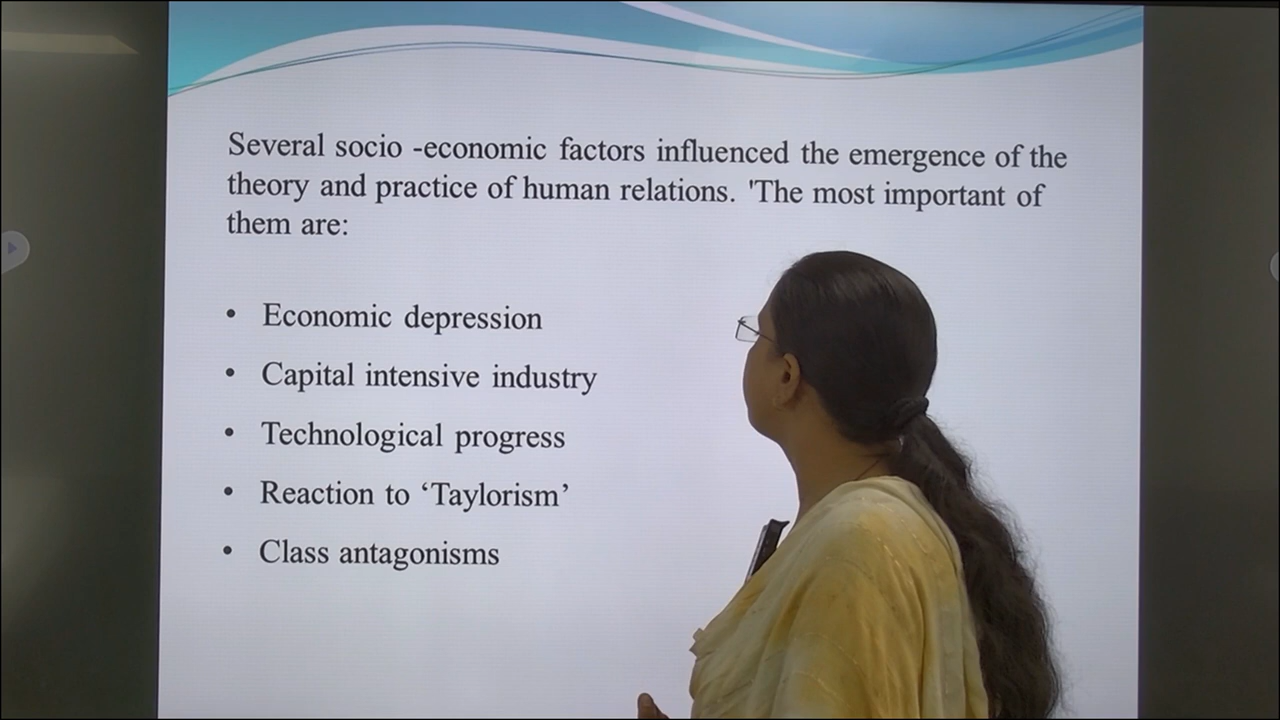 Several socio -economic factors influenced the emergence of the
theory and practice of human relations. 'The most important of
them are:
• Economic depression
• Capital intensive industry
• Technological progress
• Reaction to ‘Taylorism’
• Class antagonisms